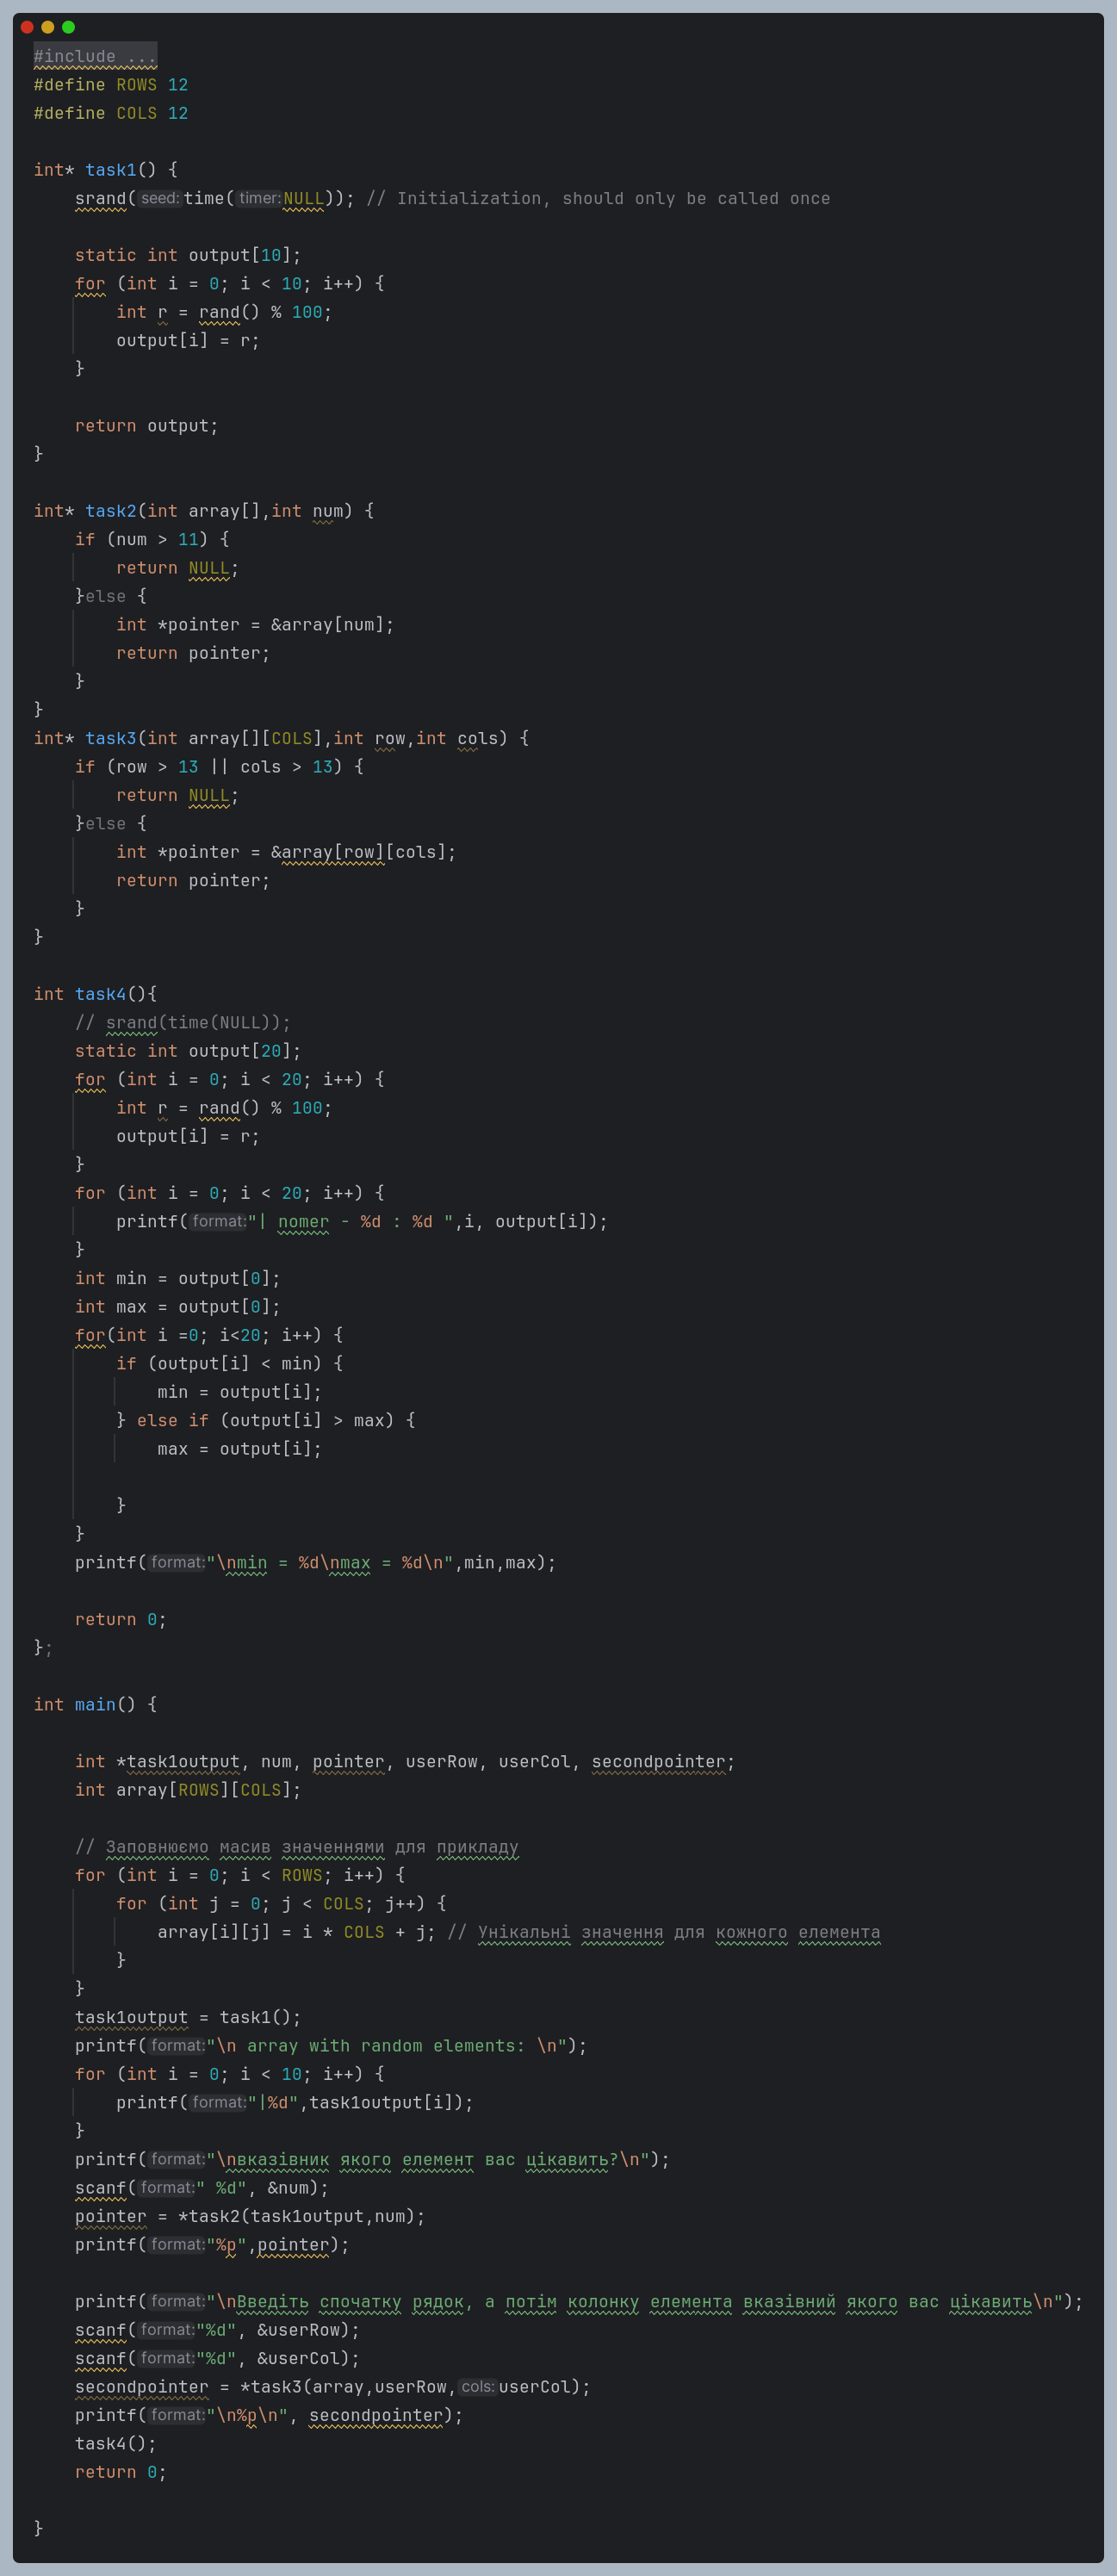 #include ...
#define ROWS 12
#define COLS 12
int* task1() {
srand( seed: time( timer: NULL)); // Initialization, should only be called once
static int output[10];
for (int i = 0; i < 10; i++) {
int r = rand() % 100;
output[i] = r;
}
return output;
}
int* task2(int array[],int num) {
if (num > 11) {
return NULL;
}else {
int *pointer = &array[num];
return pointer;
}
}
int* task3(int array[][COLS],int row,int cols) {
if (row > 13 || cols > 13) {
return NULL;
}else {
int *pointer = &array[row][cols];
return pointer;
}
}
int task4(){
// srand(time(NULL));
static int output[20];
for (int i = 0; i < 20; i++) {
int r = rand() % 100;
output[i] = r;
}
for (int i = 0; i < 20; i++) {
printf( format: "| nomer - %d : %d ",i, output[i]);
}
int min = output[0];
int max = output[0];
for(int i =0; i<20; i++) {
if (output[i] < min) {
min = output[i];
} else if (output[i] > max) {
max = output[i];
}
}
printf( format: "\nmin = %d\nmax = %d\n",min,max);
return 0;
};
int main() {
int *task1output, num, pointer, userRow, userCol, secondpointer;
int array[ROWS][COLS];
// Заповнюємо масив значеннями для прикладу
for (int i = 0; i < ROWS; i++) {
for (int j = 0; j < COLS; j++) {
array[i][j] = i * COLS + j; // Унікальні значення для кожного елемента
}
}
task1output = task1();
printf( format: "\n array with random elements: \n");
for (int i = 0; i < 10; i++) {
printf( format: "|%d",task1output[i]);
}
printf( format: "\nвказівник якого елемент вас цікавить?\n");
scanf( format: " %d", &num);
pointer = *task2(task1output,num);
printf( format: "%p",pointer);
printf( format: "\nВведіть спочатку рядок, а потім колонку елемента вказівний якого вас цікавить\n");
scanf( format: "%d", &userRow);
scanf( format: "%d", &userCol);
secondpointer = *task3(array,userRow, cols: userCol);
printf( format: "\n%p\n", secondpointer);
task4();
return 0;
}